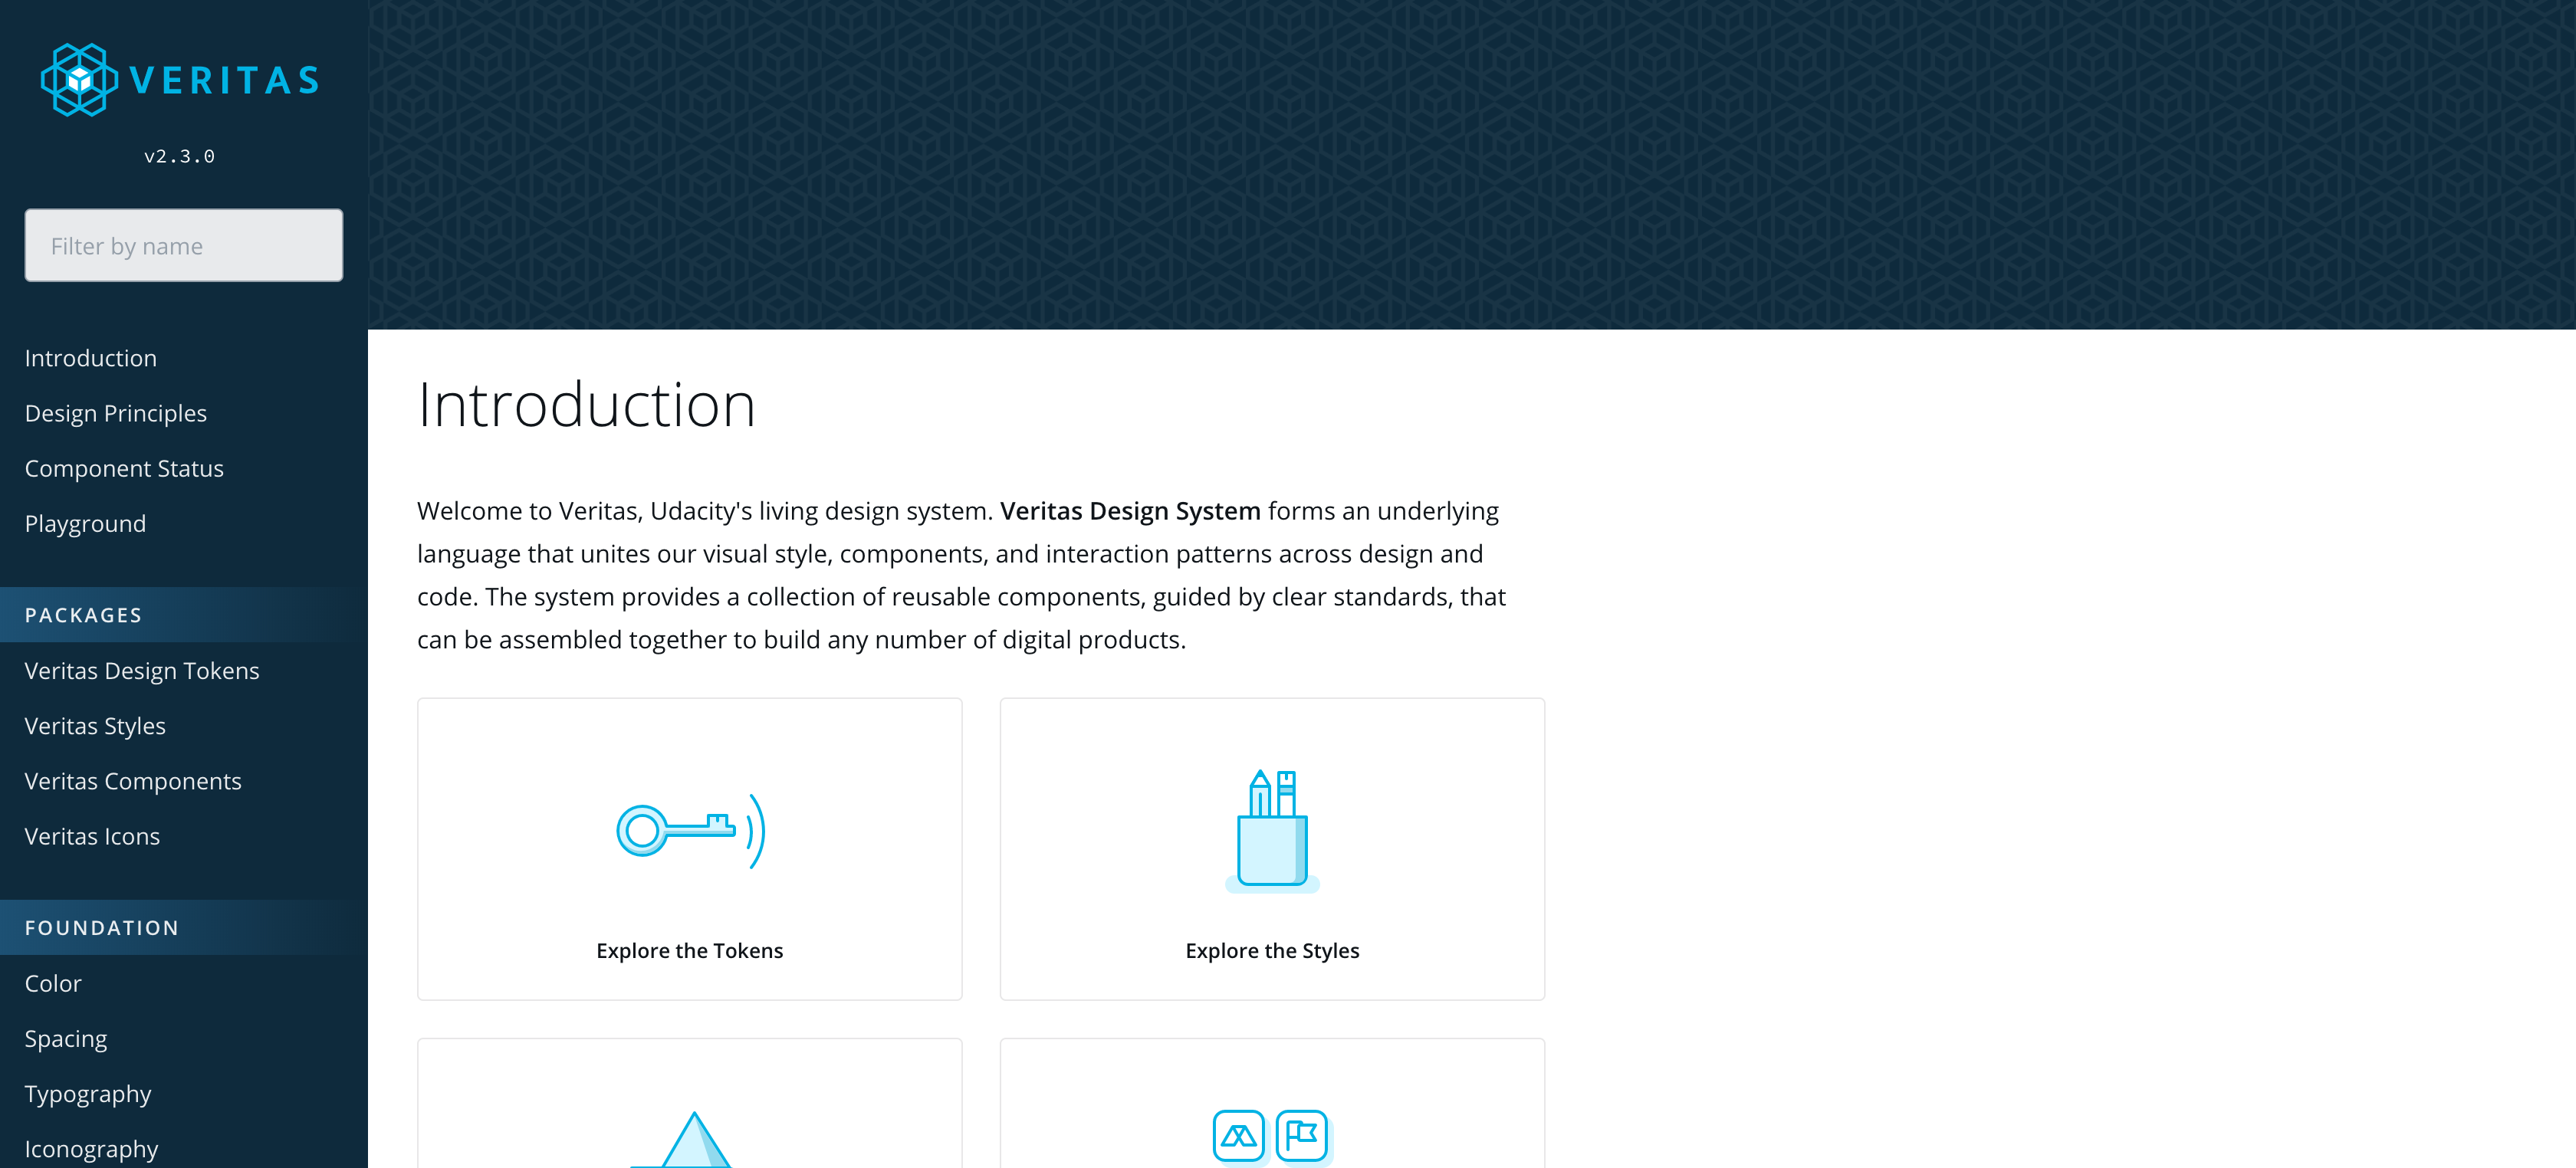 VERITAS
v2.3.0
Filter by name
Introduction
Design Principles
Component Status
Playground
PACKAGES
Veritas Design Tokens
Veritas Styles
Veritas Components
Veritas Icons
FOUNDATION
Color
Spacing
Typography
Iconography
Introduction
Welcome to Veritas, Udacity's living design system. Veritas Design System forms an underlying
language that unites our visual style, components, and interaction patterns across design and
code. The system provides a collection of reusable components, guided by clear standards, that
can be assembled together to build any number of digital products.
Explore the Tokens
Explore the Styles